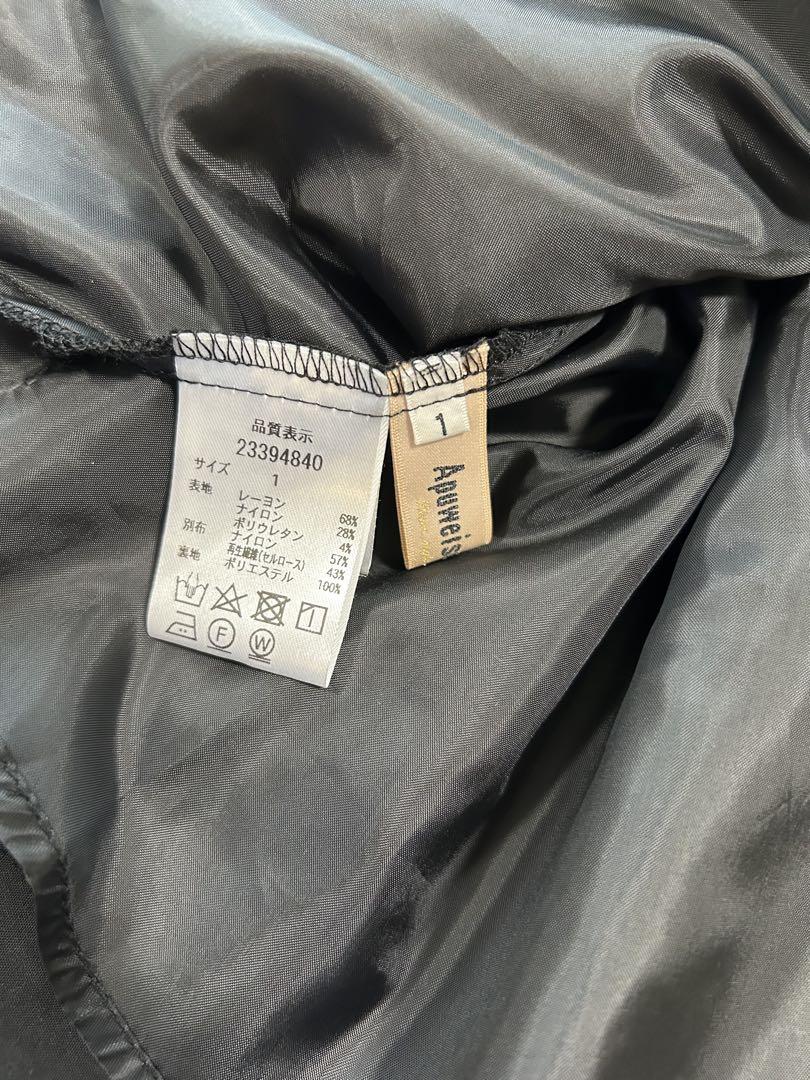 品質表示
23394840
サイズ 1
表地 レーヨン 68%
ナイロン 28%
ポリウレタン 4%
別布 ナイロン 57%
再生繊維(セルロース) 43%
裏地 ポリエステル 100%
1
F
W
1
Apuweis